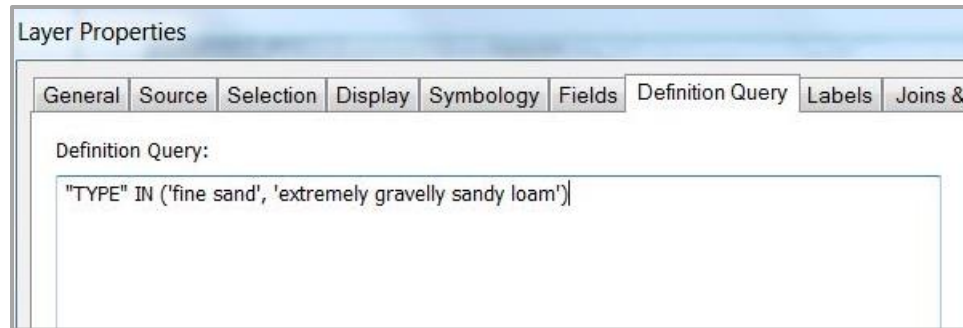 Layer Properties
General Source Selection Display Symbology Fields Definition Query Labels Joins &
Definition Query:
"TYPE" IN ('fine sand', 'extremely gravelly sandy loam')